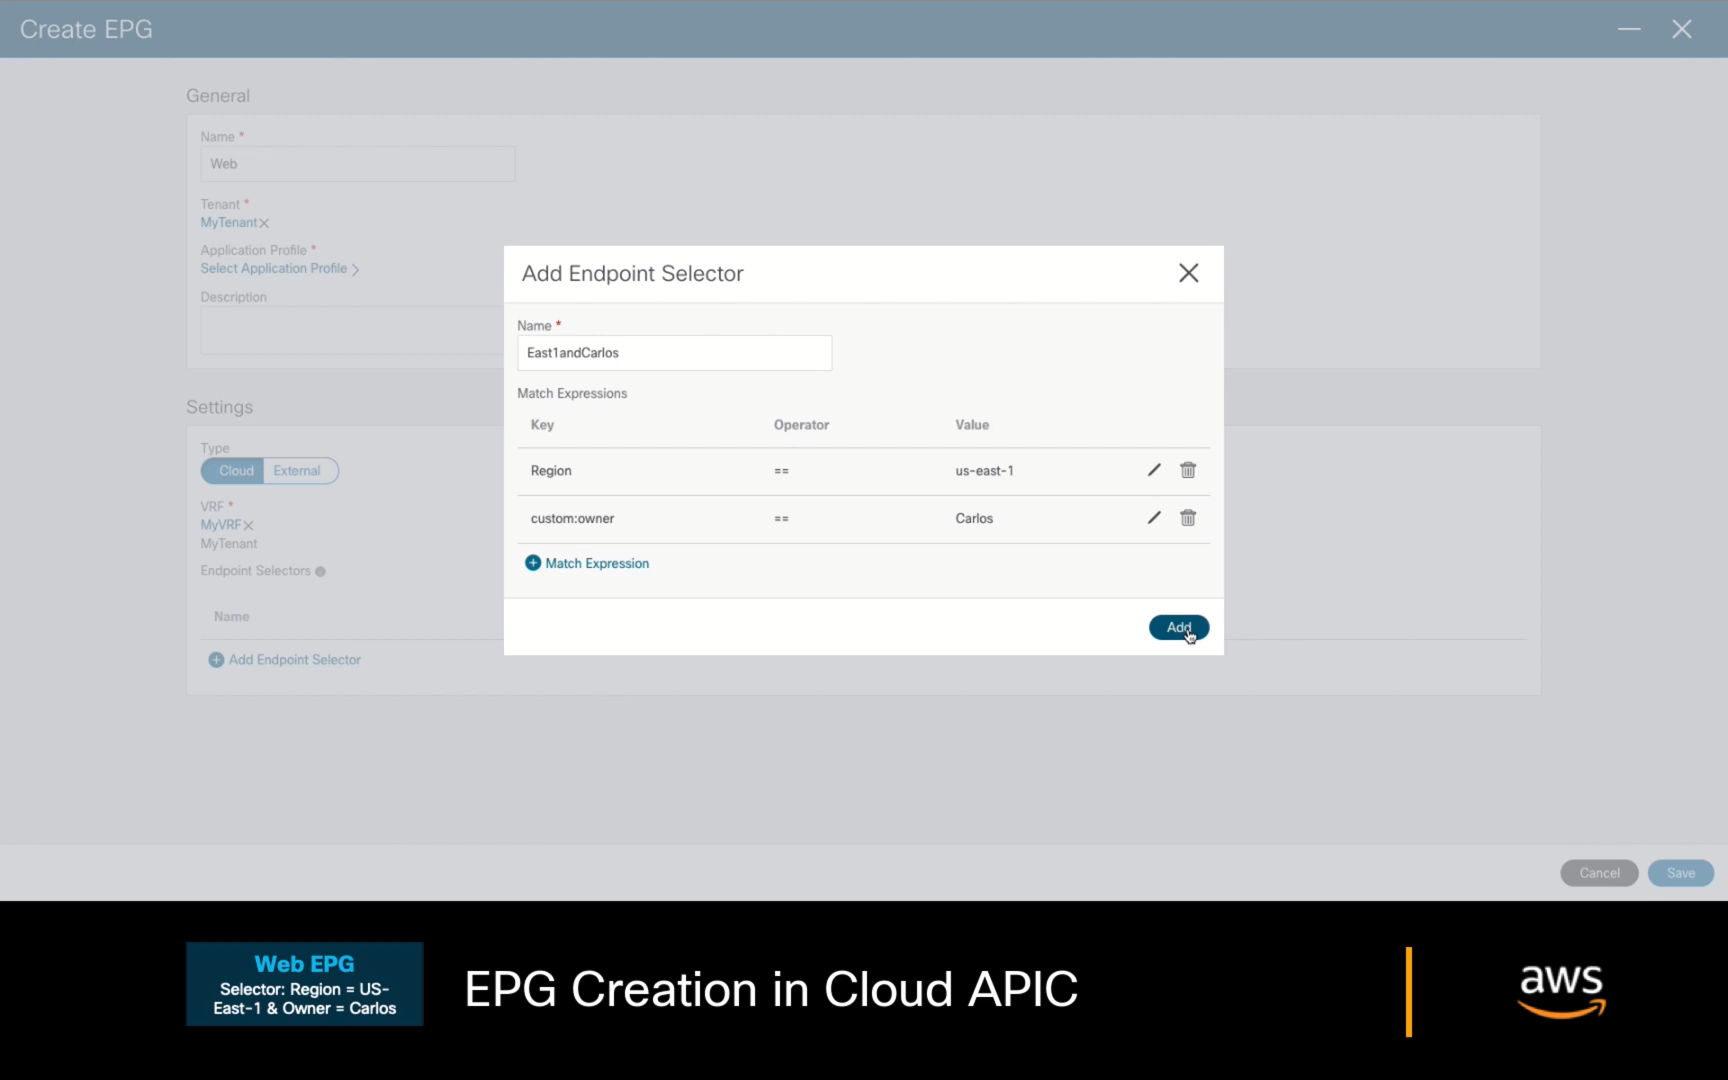 Create EPG
General
Name *
Web
Tenant *
MyTenant
Application Profile *
Select Application Profile
Description
Settings
Type
Cloud External
VRF *
MyVRF
MyTenant
Endpoint Selectors
Name
Add Endpoint Selector
Add Endpoint Selector
Name *
East1andCarlos
Match Expressions
Key Operator Value
Region == us-east-1
custom:owner == Carlos
Match Expression
Add
Cancel Save
Web EPG
Selector: Region = US-
East-1 & Owner = Carlos
EPG Creation in Cloud APIC
aws